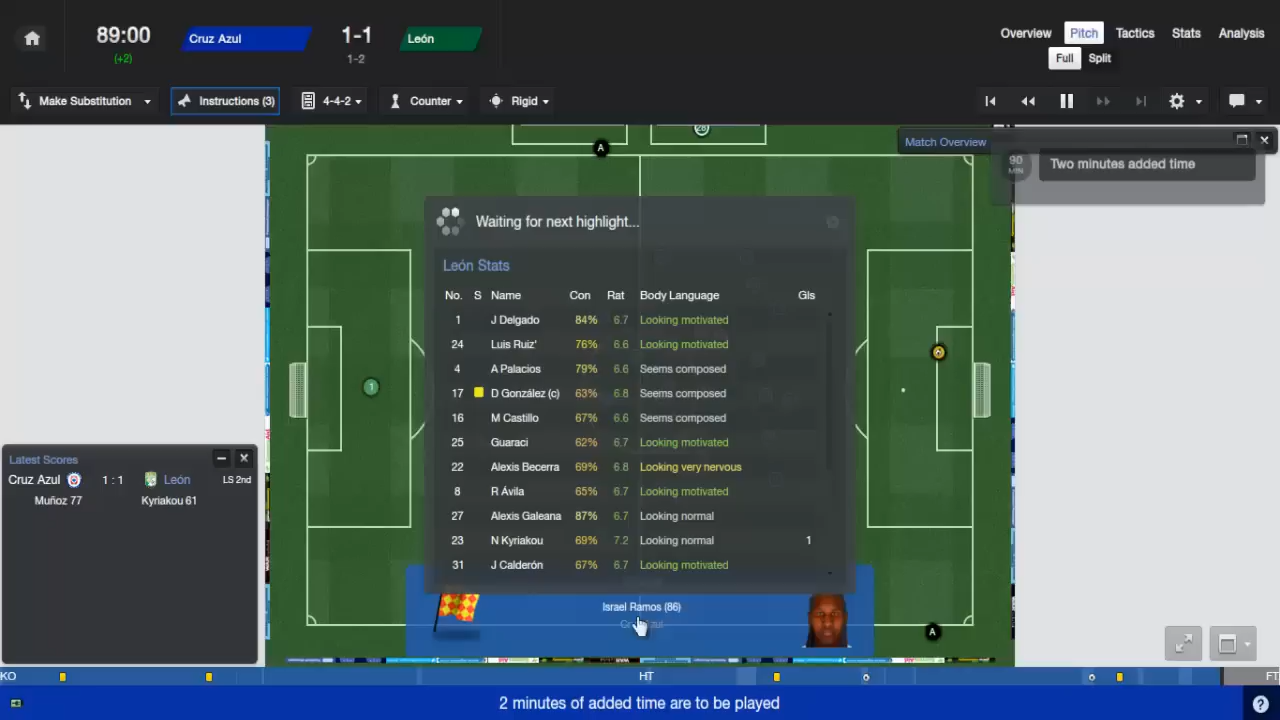 89:00
(+2)
Cruz Azul
1-1
1-2
León
Overview Pitch Tactics Stats Analysis
Full Split
Make Substitution
Instructions (3)
4-4-2
Counter
Rigid
28
A
Match Overview
90 MIN
Two minutes added time
Waiting for next highlight...
León Stats
No. S Name Con Rat Body Language Gls
1 J Delgado 84% 6.7 Looking motivated
24 Luis Ruiz' 76% 6.6 Looking motivated
4 A Palacios 79% 6.6 Seems composed
17 D González (c) 63% 6.8 Seems composed
16 M Castillo 67% 6.6 Seems composed
25 Guaraci 62% 6.7 Looking motivated
22 Alexis Becerra 69% 6.8 Looking very nervous
8 R Ávila 65% 6.7 Looking motivated
27 Alexis Galeana 87% 6.7 Looking normal
23 N Kyriakou 69% 7.2 Looking normal 1
31 J Calderón 67% 6.7 Looking motivated
1
Latest Scores
Cruz Azul 1 : 1 León LS 2nd
Muñoz 77 Kyriakou 61
Israel Ramos (86)
A
KO HT FT
2 minutes of added time are to be played
?